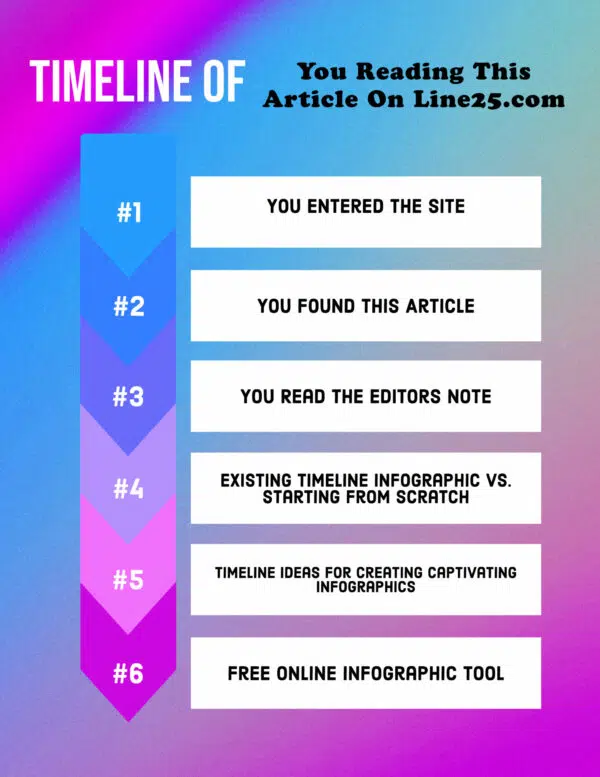 TIMELINE OF
You Reading This
Article On Line25.com
#1
YOU ENTERED THE SITE
#2
YOU FOUND THIS ARTICLE
#3
YOU READ THE EDITORS NOTE
#4
EXISTING TIMELINE INFOGRAPHIC VS.
STARTING FROM SCRATCH
#5
TIMELINE IDEAS FOR CREATING CAPTIVATING
INFOGRAPHICS
#6
FREE ONLINE INFOGRAPHIC TOOL